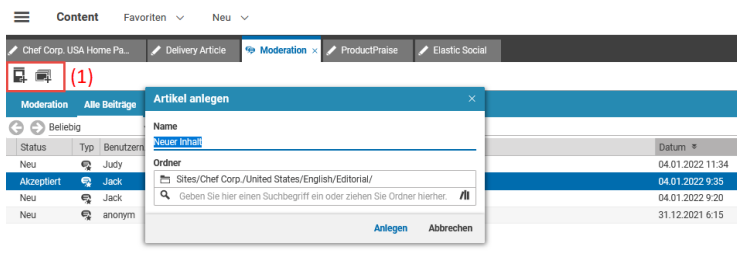 Content Favoriten Neu
Chef Corp. USA Home Pa... Delivery Article Moderation × ProductPraise Elastic Social
(1)
Moderation Alle Beiträge
Artikel anlegen ×
Beliebig
Name
Neuer Inhalt
Status Typ Benutzern Datum
Ordner
Neu Judy 04.01.2022 11:34
Sites/Chef Corp./United States/English/Editorial/
Akzeptiert Jack 04.01.2022 9:35
Geben Sie hier einen Suchbegriff ein oder ziehen Sie Ordner hierher.
Neu Jack 04.01.2022 9:20
Neu anonym 31.12.2021 6:15
Anlegen Abbrechen